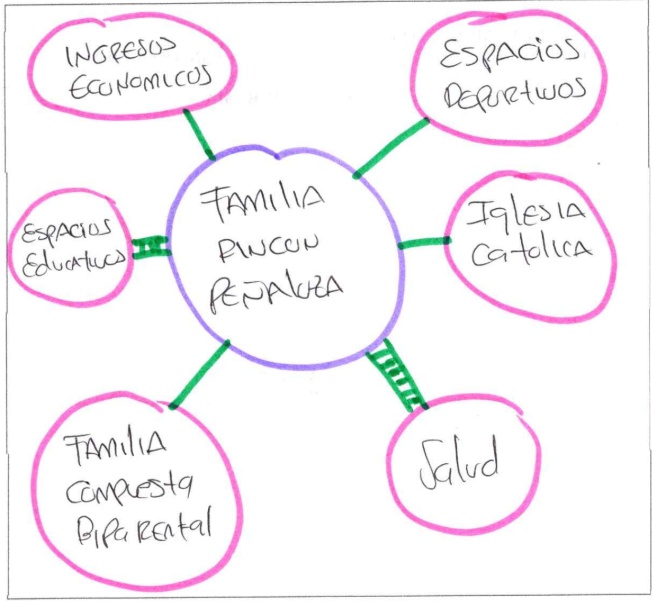 INGRESOS
ECONOMICOS
ESPACIOS
DEPORTIVOS
ESPACIOS
EducATIVOS
FAMILIA
RINCON
PEÑALOZA
IglesIA
CatolICA
FAMILIA
COMPUESTA
BIPARENTAL
Salud